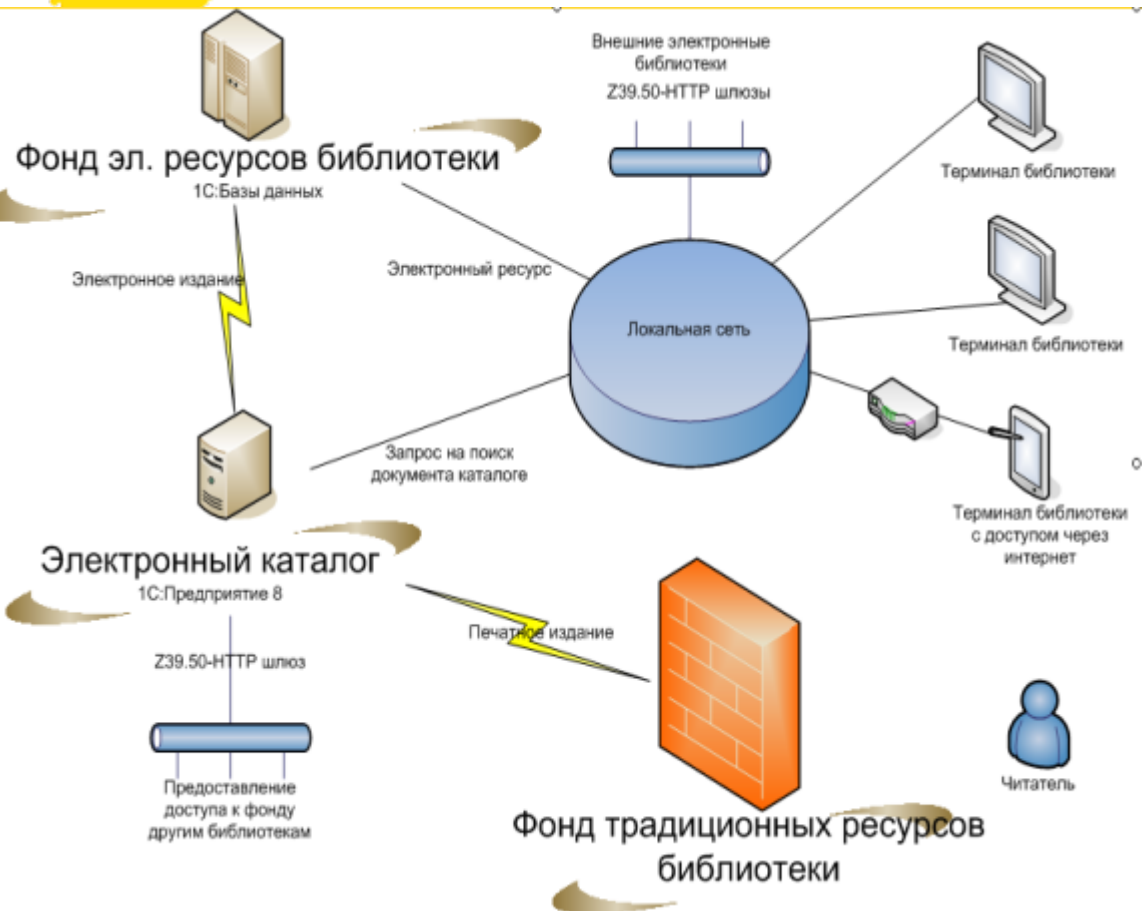 Внешние электронные
библиотеки
Z39.50-HTTP шлюзы
Фонд эл. ресурсов библиотеки
1С:Базы данных
Терминал библиотеки
Электронное издание
Электронный ресурс
Локальная сеть
Терминал библиотеки
Запрос на поиск
документа каталоге
Терминал библиотеки
с доступом через
интернет
Электронный каталог
1С:Предприятие 8
Печатное издание
Z39.50-HTTP шлюз
Предоставление
доступа к фонду
другим библиотекам
Читатель
Фонд традиционных ресурсов
библиотеки